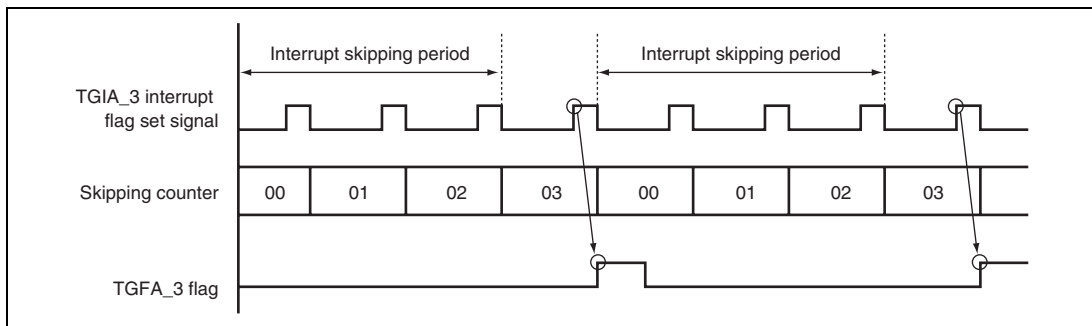 Interrupt skipping period Interrupt skipping period
TGIA_3 interrupt
flag set signal
Skipping counter 00 01 02 03 00 01 02 03
TGFA_3 flag